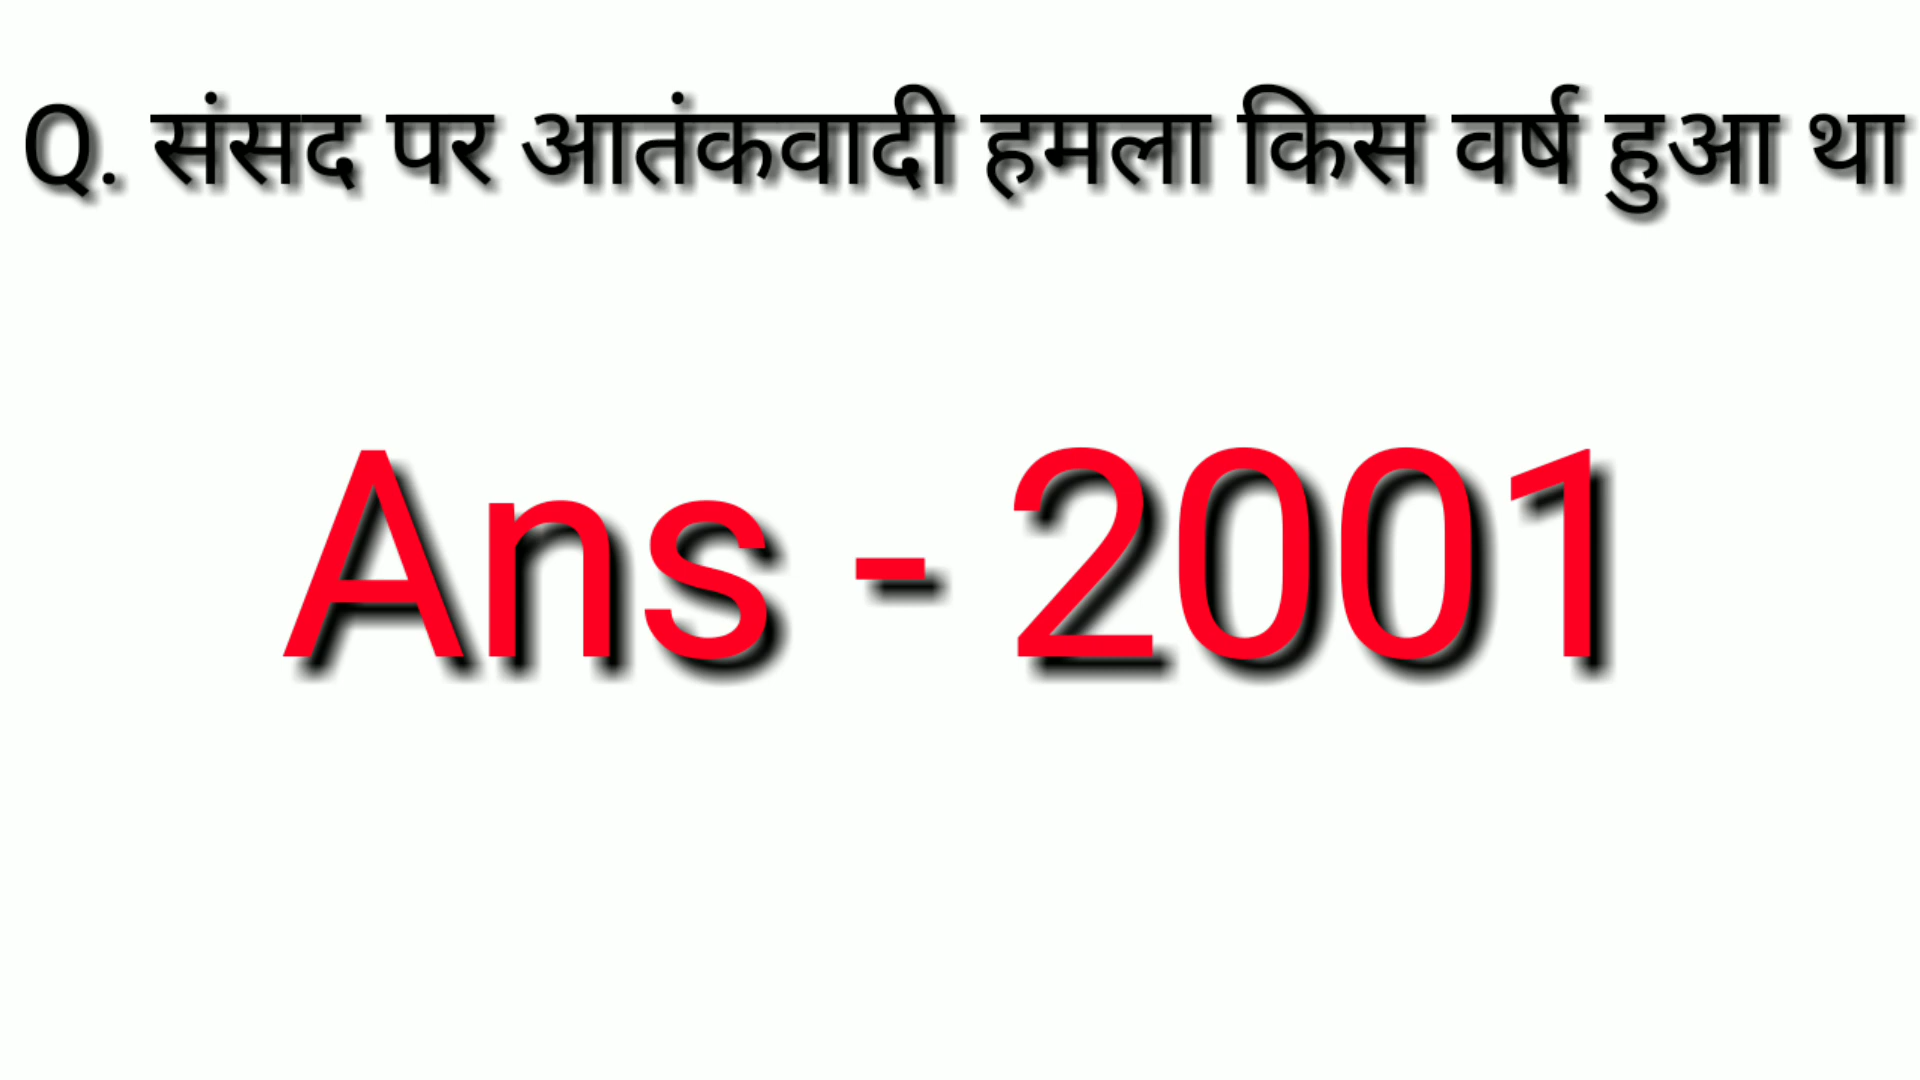 Q. संसद पर आतंकवादी हमला किस वर्ष हुआ था
Ans - 2001